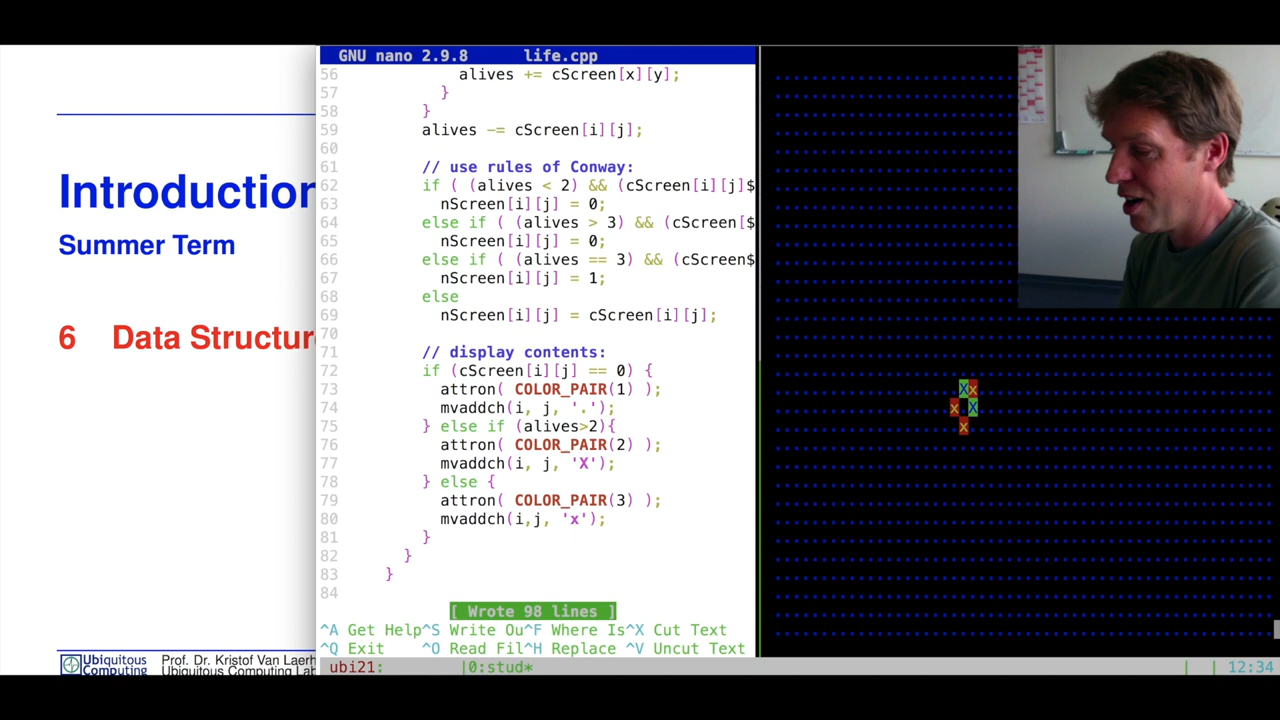 Introduction
Summer Term
6 Data Structure
Ubiquitous
Computing
Prof. Dr. Kristof Van Laerh
Ubiquitous Computing Lab
GNU nano 2.9.8 life.cpp
56 alives += cScreen[x][y];
57 }
58 }
59 alives -= cScreen[i][j];
60
61 // use rules of Conway:
62 if ( (alives < 2) && (cScreen[i][j]$
63 nScreen[i][j] = 0;
64 else if ( (alives > 3) && (cScreen[$
65 nScreen[i][j] = 0;
66 else if ( (alives == 3) && (cScreen$
67 nScreen[i][j] = 1;
68 else
69 nScreen[i][j] = cScreen[i][j];
70
71 // display contents:
72 if (cScreen[i][j] == 0) {
73 attron( COLOR_PAIR(1) );
74 mvaddch(i, j, '.');
75 } else if (alives>2){
76 attron( COLOR_PAIR(2) );
77 mvaddch(i, j, 'X');
78 } else {
79 attron( COLOR_PAIR(3) );
80 mvaddch(i,j, 'x');
81 }
82 }
83 }
84
[ Wrote 98 lines ]
^A Get Help^S Write Ou^F Where Is^X Cut Text
^Q Exit ^O Read Fil^H Replace ^V Uncut Text
ubi21: |0:stud* | | 12:34
Xx
x.X
x